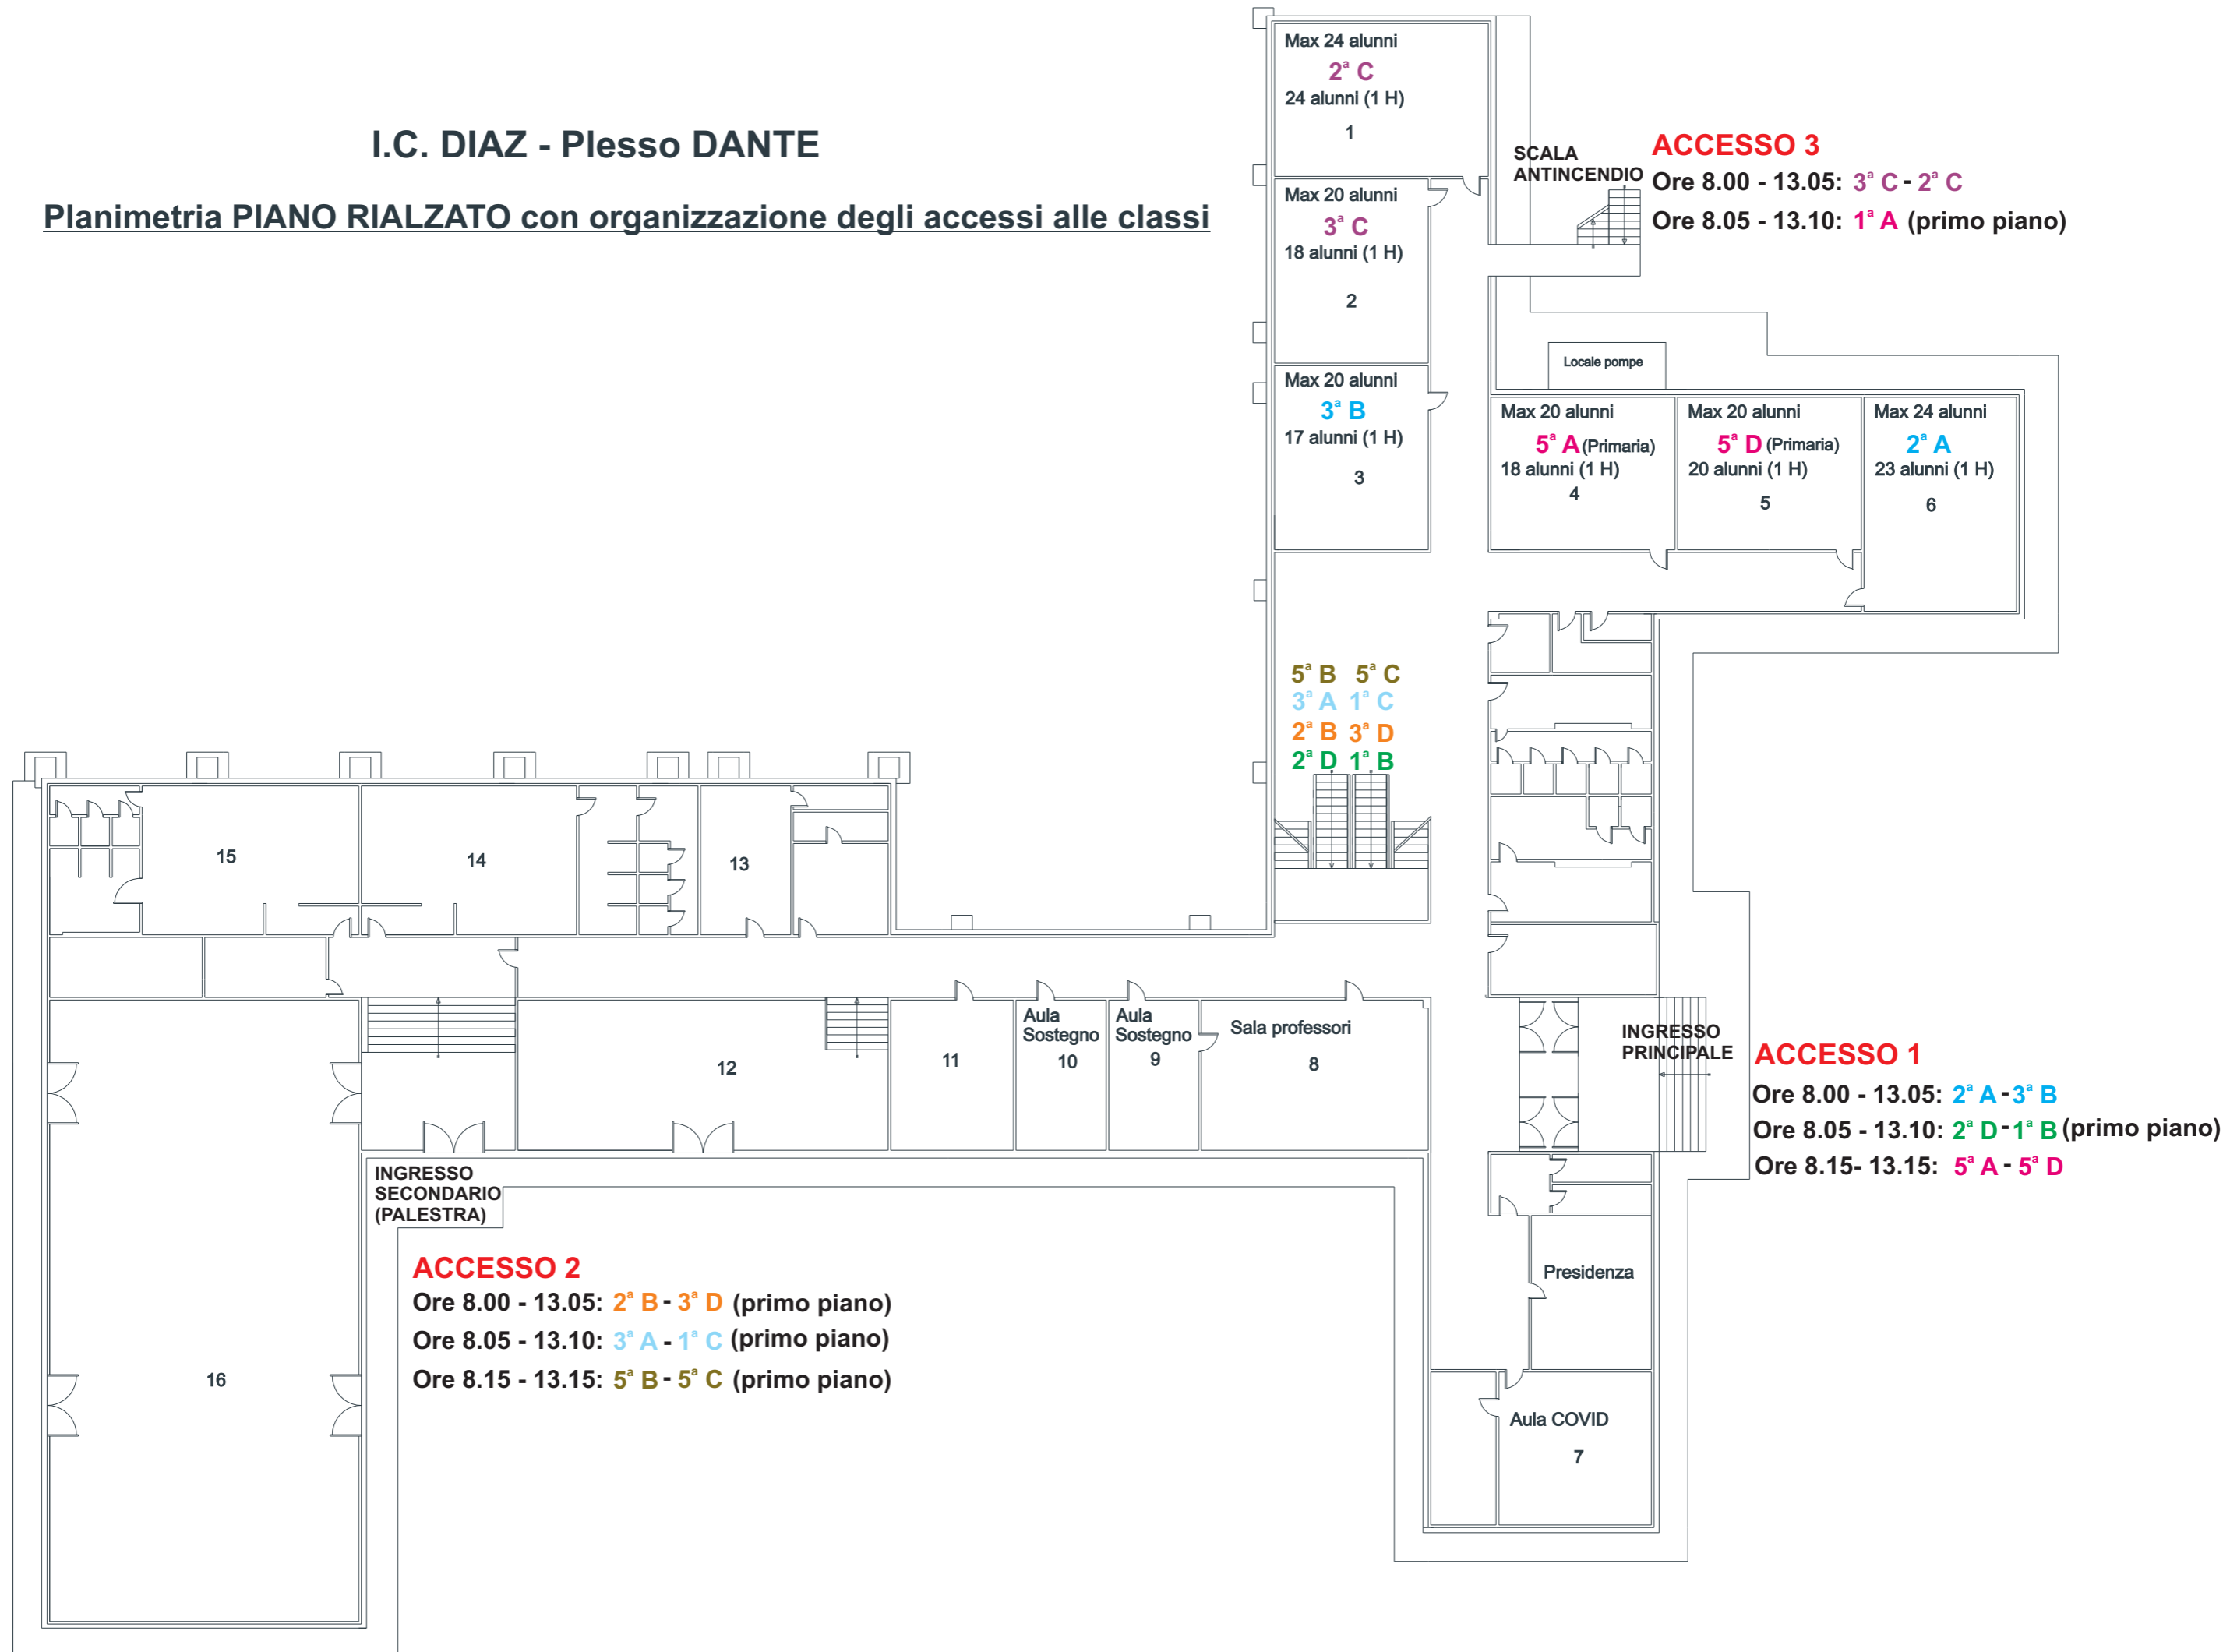 I.C. DIAZ - Plesso DANTE
Planimetria PIANO RIALZATO con organizzazione degli accessi alle classi
Max 24 alunni
2ª C
24 alunni (1 H)
1
Max 20 alunni
3ª C
18 alunni (1 H)
2
Max 20 alunni
3ª B
17 alunni (1 H)
3
SCALA
ANTINCENDIO
ACCESSO 3
Ore 8.00 - 13.05: 3ª C - 2ª C
Ore 8.05 - 13.10: 1ª A (primo piano)
Locale pompe
Max 20 alunni
5ª A (Primaria)
18 alunni (1 H)
4
Max 20 alunni
5ª D (Primaria)
20 alunni (1 H)
5
Max 24 alunni
2ª A
23 alunni (1 H)
6
5ª B 5ª C
3ª A 1ª C
2ª B 3ª D
2ª D 1ª B
15
14
13
12
11
Aula
Sostegno
10
Aula
Sostegno
9
Sala professori
8
INGRESSO
PRINCIPALE
ACCESSO 1
Ore 8.00 - 13.05: 2ª A - 3ª B
Ore 8.05 - 13.10: 2ª D - 1ª B (primo piano)
Ore 8.15- 13.15: 5ª A - 5ª D
INGRESSO
SECONDARIO
(PALESTRA)
ACCESSO 2
Ore 8.00 - 13.05: 2ª B - 3ª D (primo piano)
Ore 8.05 - 13.10: 3ª A - 1ª C (primo piano)
Ore 8.15 - 13.15: 5ª B - 5ª C (primo piano)
16
Presidenza
Aula COVID
7